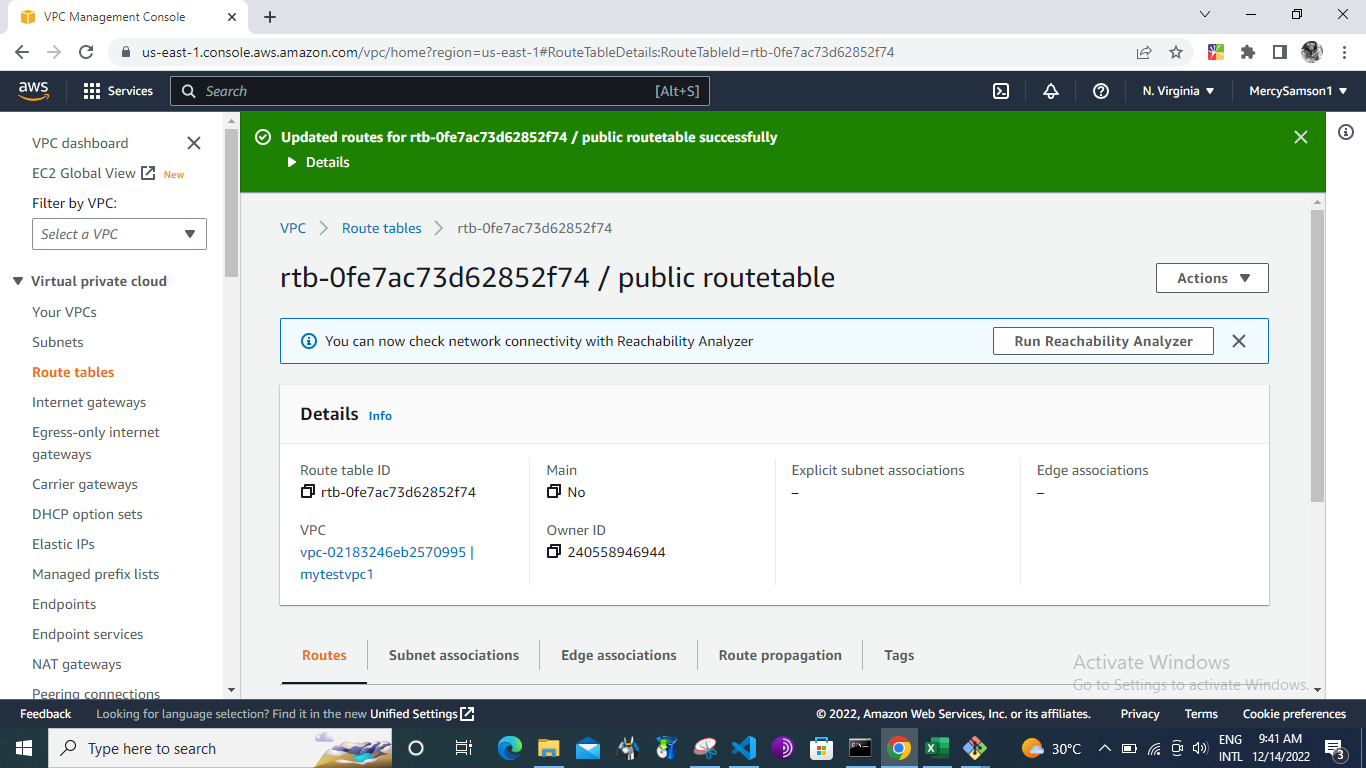 VPC Management Console
us-east-1.console.aws.amazon.com/vpc/home?region=us-east-1#RouteTableDetails:RouteTableId=rtb-0fe7ac73d62852f74
aws
Services
Search
[Alt+S]
N. Virginia
MercySamson1
VPC dashboard
EC2 Global View
New
Filter by VPC:
Select a VPC
Virtual private cloud
Your VPCs
Subnets
Route tables
Internet gateways
Egress-only internet
gateways
Carrier gateways
DHCP option sets
Elastic IPs
Managed prefix lists
Endpoints
Endpoint services
NAT gateways
Peering connections
Updated routes for rtb-0fe7ac73d62852f74 / public routetable successfully
Details
VPC
Route tables
rtb-0fe7ac73d62852f74
rtb-0fe7ac73d62852f74 / public routetable
Actions
You can now check network connectivity with Reachability Analyzer
Run Reachability Analyzer
Details
Info
Route table ID
rtb-0fe7ac73d62852f74
Main
No
Explicit subnet associations
–
Edge associations
–
VPC
vpc-02183246eb2570995 |
mytestvpc1
Owner ID
240558946944
Routes
Subnet associations
Edge associations
Route propagation
Tags
Activate Windows
Go to Settings to activate Windows.
Feedback
Looking for language selection? Find it in the new Unified Settings
© 2022, Amazon Web Services, Inc. or its affiliates.
Privacy
Terms
Cookie preferences
Type here to search
30°C
ENG
INTL
9:41 AM
12/14/2022
3